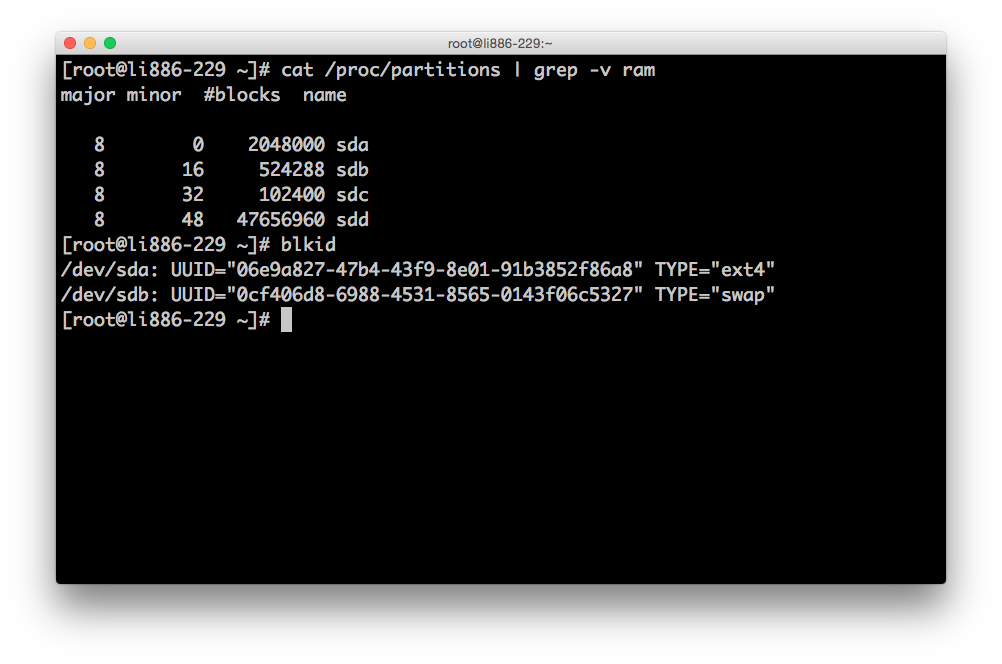 root@li886-229:~
[root@li886-229 ~]# cat /proc/partitions | grep -v ram
major minor  #blocks  name

   8        0    2048000 sda
   8       16     524288 sdb
   8       32     102400 sdc
   8       48   47656960 sdd
[root@li886-229 ~]# blkid
/dev/sda: UUID="06e9a827-47b4-43f9-8e01-91b3852f86a8" TYPE="ext4"
/dev/sdb: UUID="0cf406d8-6988-4531-8565-0143f06c5327" TYPE="swap"
[root@li886-229 ~]#